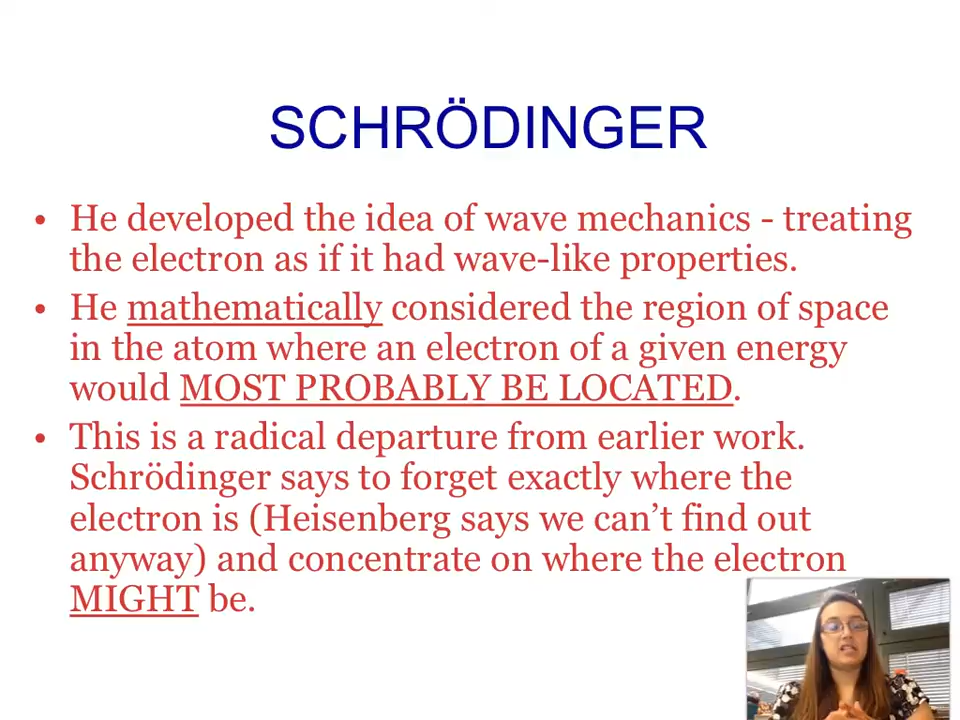 SCHRÖDINGER
• He developed the idea of wave mechanics - treating
the electron as if it had wave-like properties.
• He mathematically considered the region of space
in the atom where an electron of a given energy
would MOST PROBABLY BE LOCATED.
• This is a radical departure from earlier work.
Schrödinger says to forget exactly where the
electron is (Heisenberg says we can't find out
anyway) and concentrate on where the electron
MIGHT be.